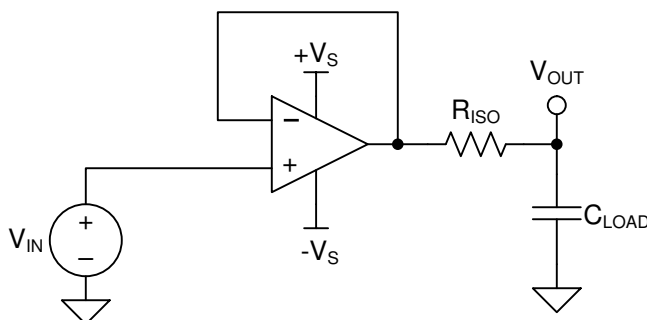 +V_S
V_OUT
R_ISO
−
+
V_IN
+
−
C_LOAD
-V_S